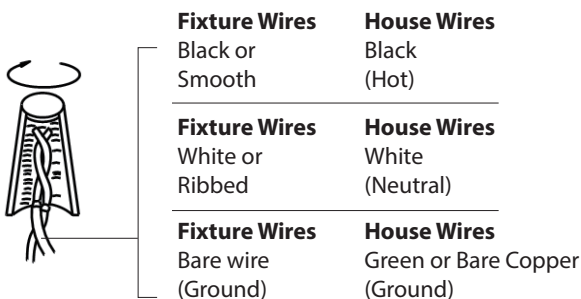 Fixture Wires House Wires
Black or Black
Smooth (Hot)
Fixture Wires House Wires
White or White
Ribbed (Neutral)
Fixture Wires House Wires
Bare wire Green or Bare Copper
(Ground) (Ground)